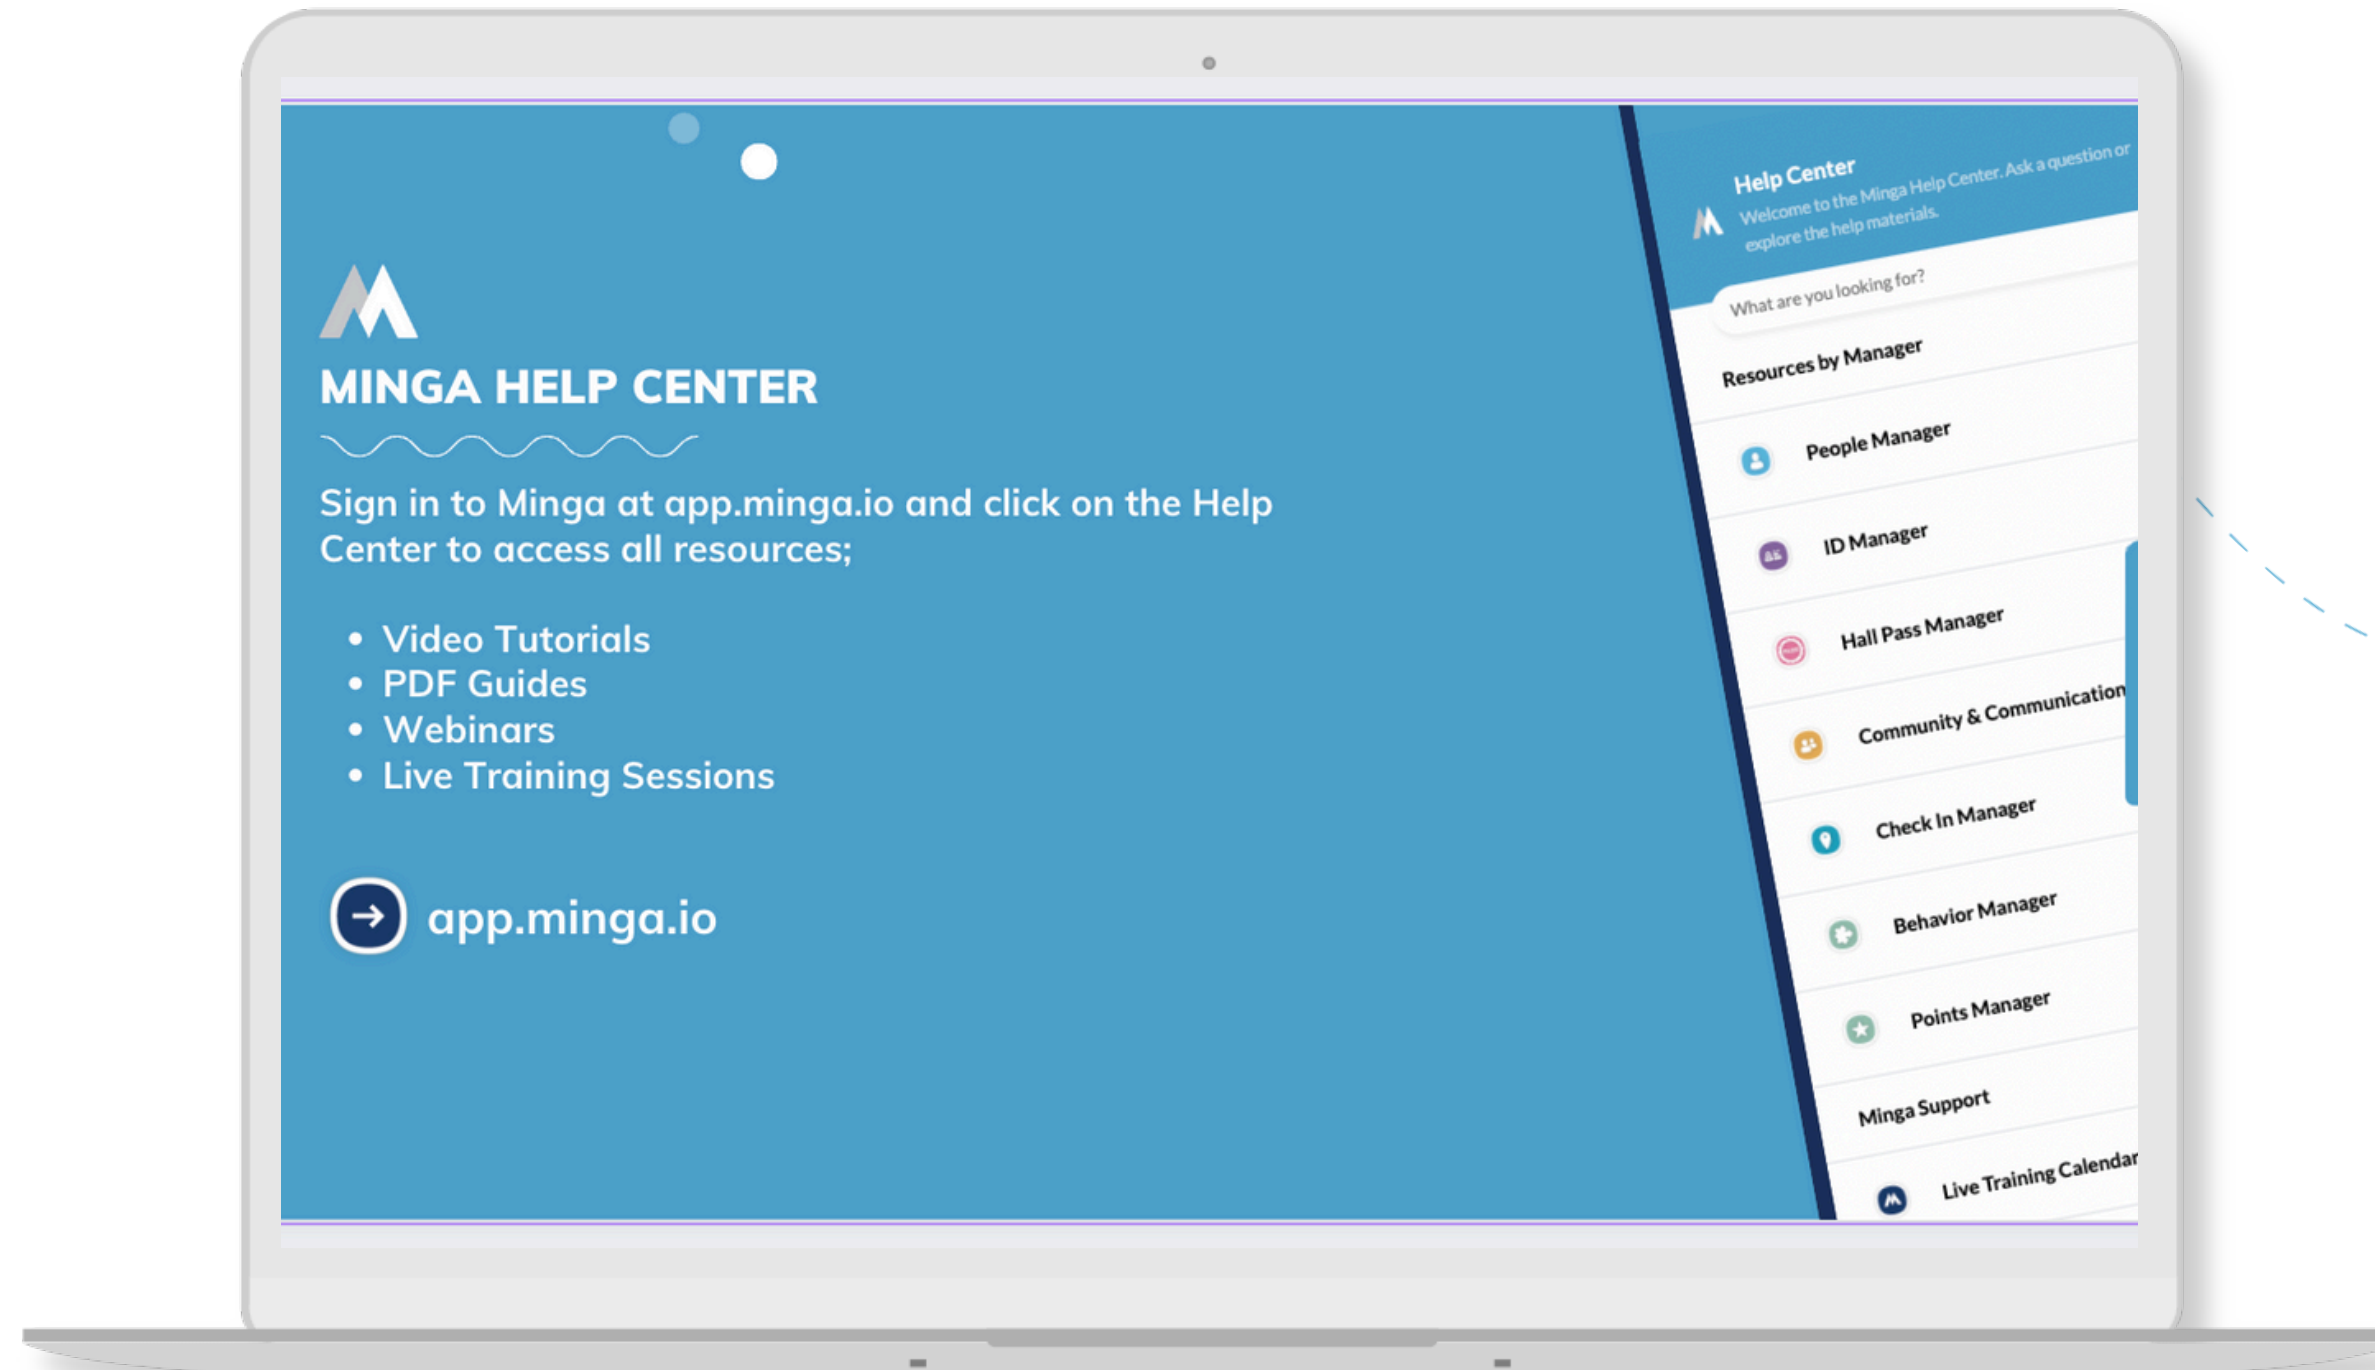 MINGA HELP CENTER
Sign in to Minga at app.minga.io and click on the Help
Center to access all resources;
• Video Tutorials
• PDF Guides
• Webinars
• Live Training Sessions
app.minga.io
Help Center
Welcome to the Minga Help Center. Ask a question or
explore the help materials.
What are you looking for?
Resources by Manager
People Manager
ID Manager
Hall Pass Manager
Community & Communication
Check In Manager
Behavior Manager
Points Manager
Minga Support
Live Training Calendar